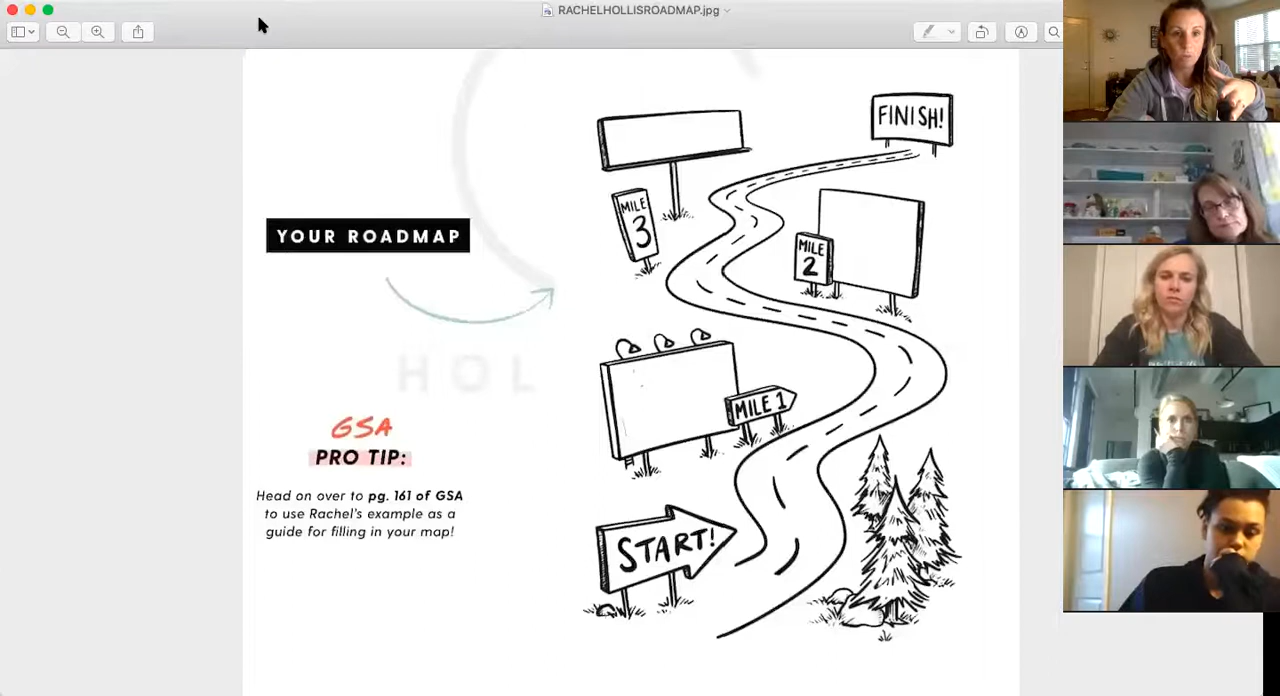 RACHELHOLLISROADMAP.jpg
FINISH!
MILE
3
MILE
2
YOUR ROADMAP
HOL
MILE 1
GSA
PRO TIP:
Head on over to pg. 161 of GSA
to use Rachel's example as a
guide for filling in your map!
START!